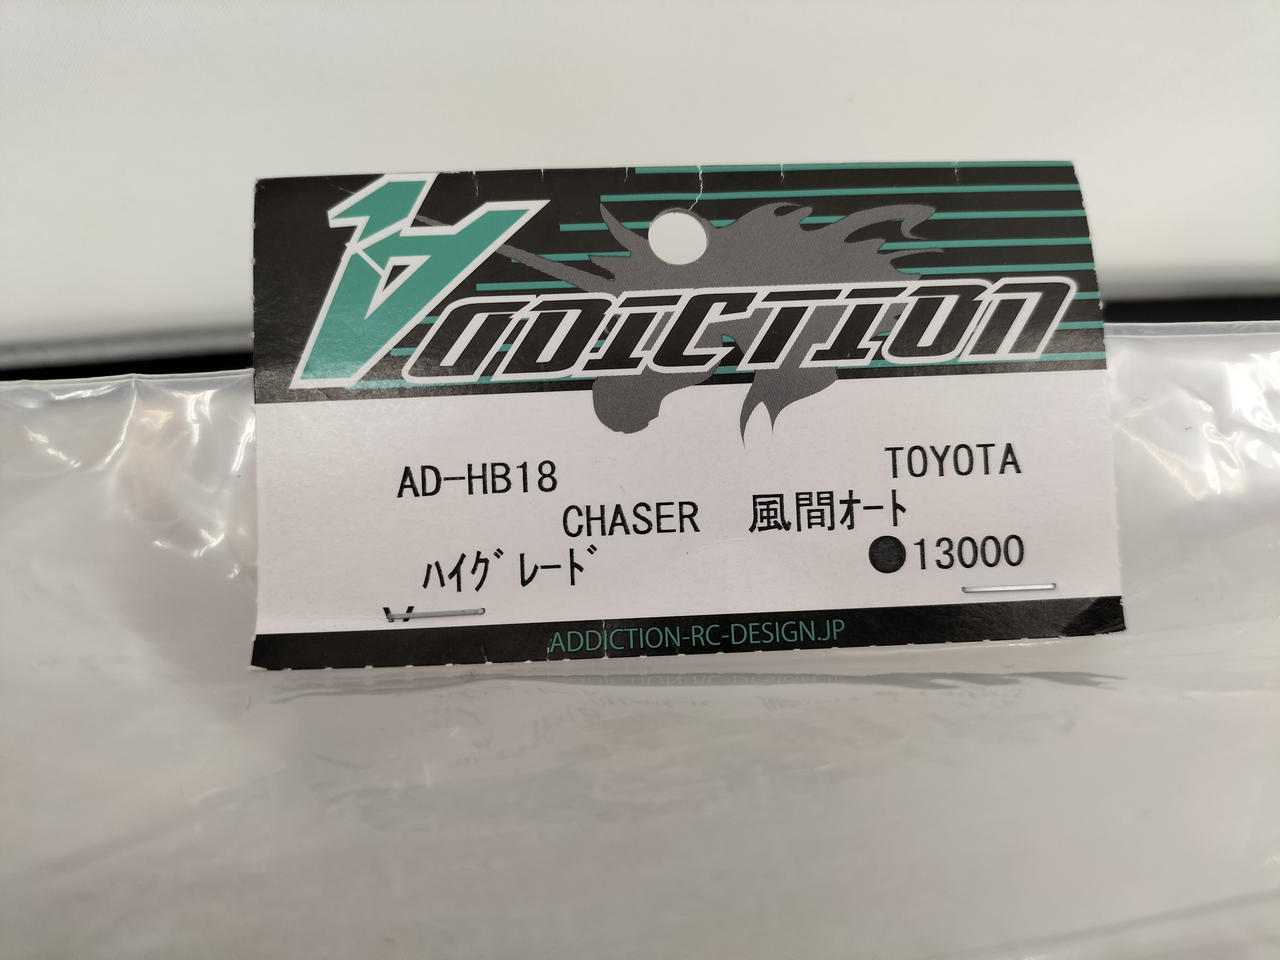 ADDICTION
AD-HB18 TOYOTA
CHASER 風間ｵｰﾄ
ﾊｲｸﾞﾚｰﾄﾞ ●13000
ADDICTION-RC-DESIGN.JP